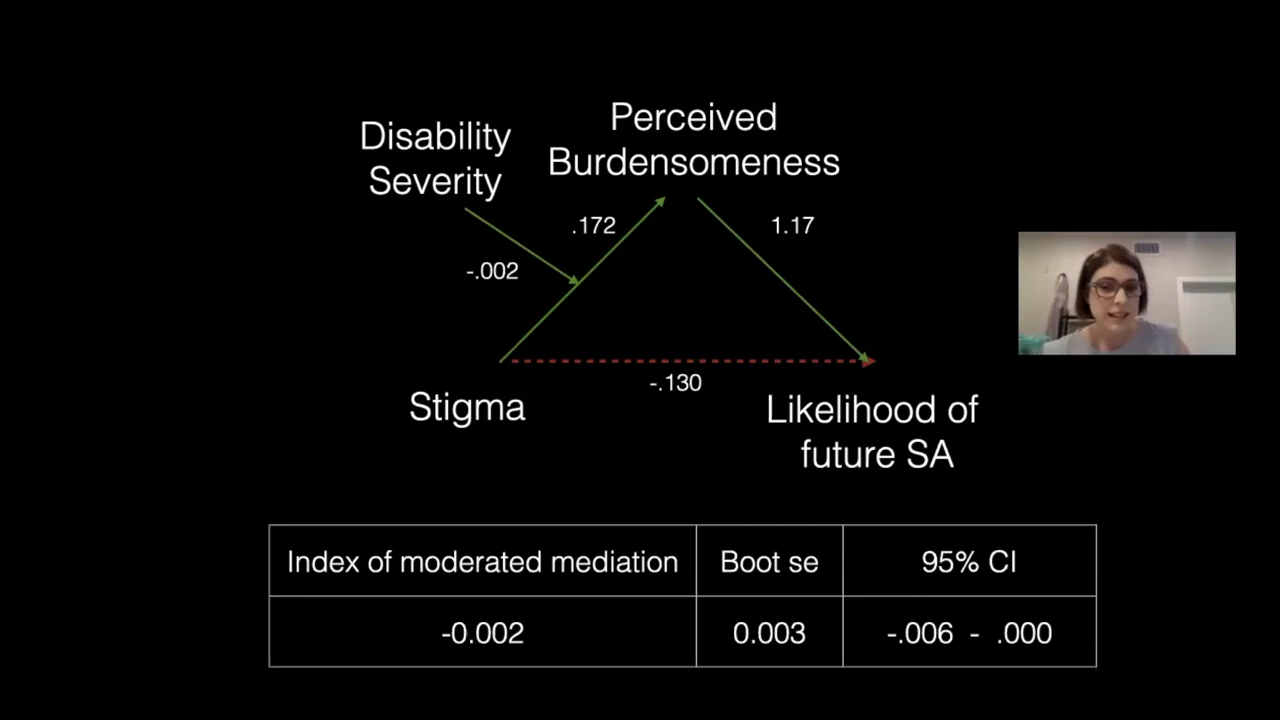 Disability
Severity
Perceived
Burdensomeness
.172
1.17
-.002
-.130
Stigma
Likelihood of
future SA
Index of moderated mediation Boot se 95% CI
-0.002 0.003 -.006 - .000